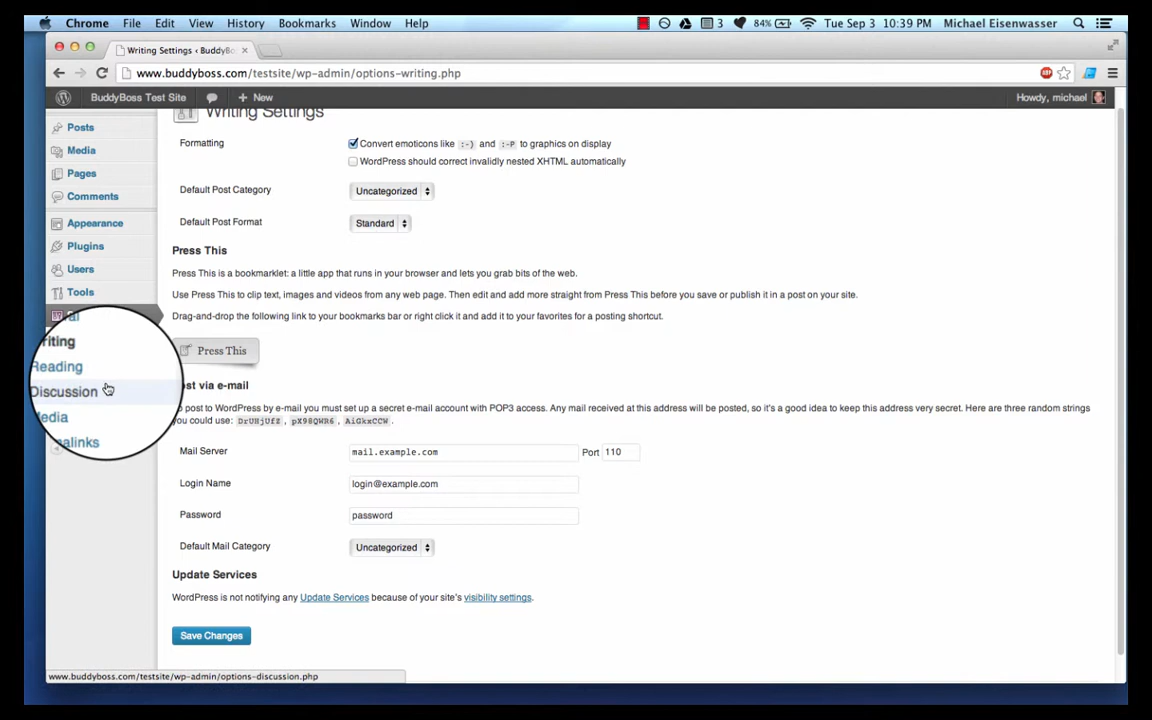 Chrome File Edit View History Bookmarks Window Help 3 84% Tue Sep 3 10:39 PM Michael Eisenwasser
Writing Settings ‹ BuddyBo
www.buddyboss.com/testsite/wp-admin/options-writing.php
BuddyBoss Test Site + New Howdy, michael
Posts
Media
Pages
Comments
Appearance
Plugins
Users
Tools
Reading
Discussion
Writing Settings
Formatting
Convert emoticons like :-) and :-P to graphics on display
WordPress should correct invalidly nested XHTML automatically
Default Post Category Uncategorized
Default Post Format Standard
Press This
Press This is a bookmarklet: a little app that runs in your browser and lets you grab bits of the web.
Use Press This to clip text, images and videos from any web page. Then edit and add more straight from Press This before you save or publish it in a post on your site.
Drag-and-drop the following link to your bookmarks bar or right click it and add it to your favorites for a posting shortcut.
Press This
ost via e-mail
post to WordPress by e-mail you must set up a secret e-mail account with POP3 access. Any mail received at this address will be posted, so it's a good idea to keep this address very secret. Here are three random strings
you could use: DrUHjUfZ, pX98QWR6, AiGkxCCW.
Mail Server mail.example.com Port 110
Login Name login@example.com
Password password
Default Mail Category Uncategorized
Update Services
WordPress is not notifying any Update Services because of your site's visibility settings.
Save Changes
www.buddyboss.com/testsite/wp-admin/options-discussion.php